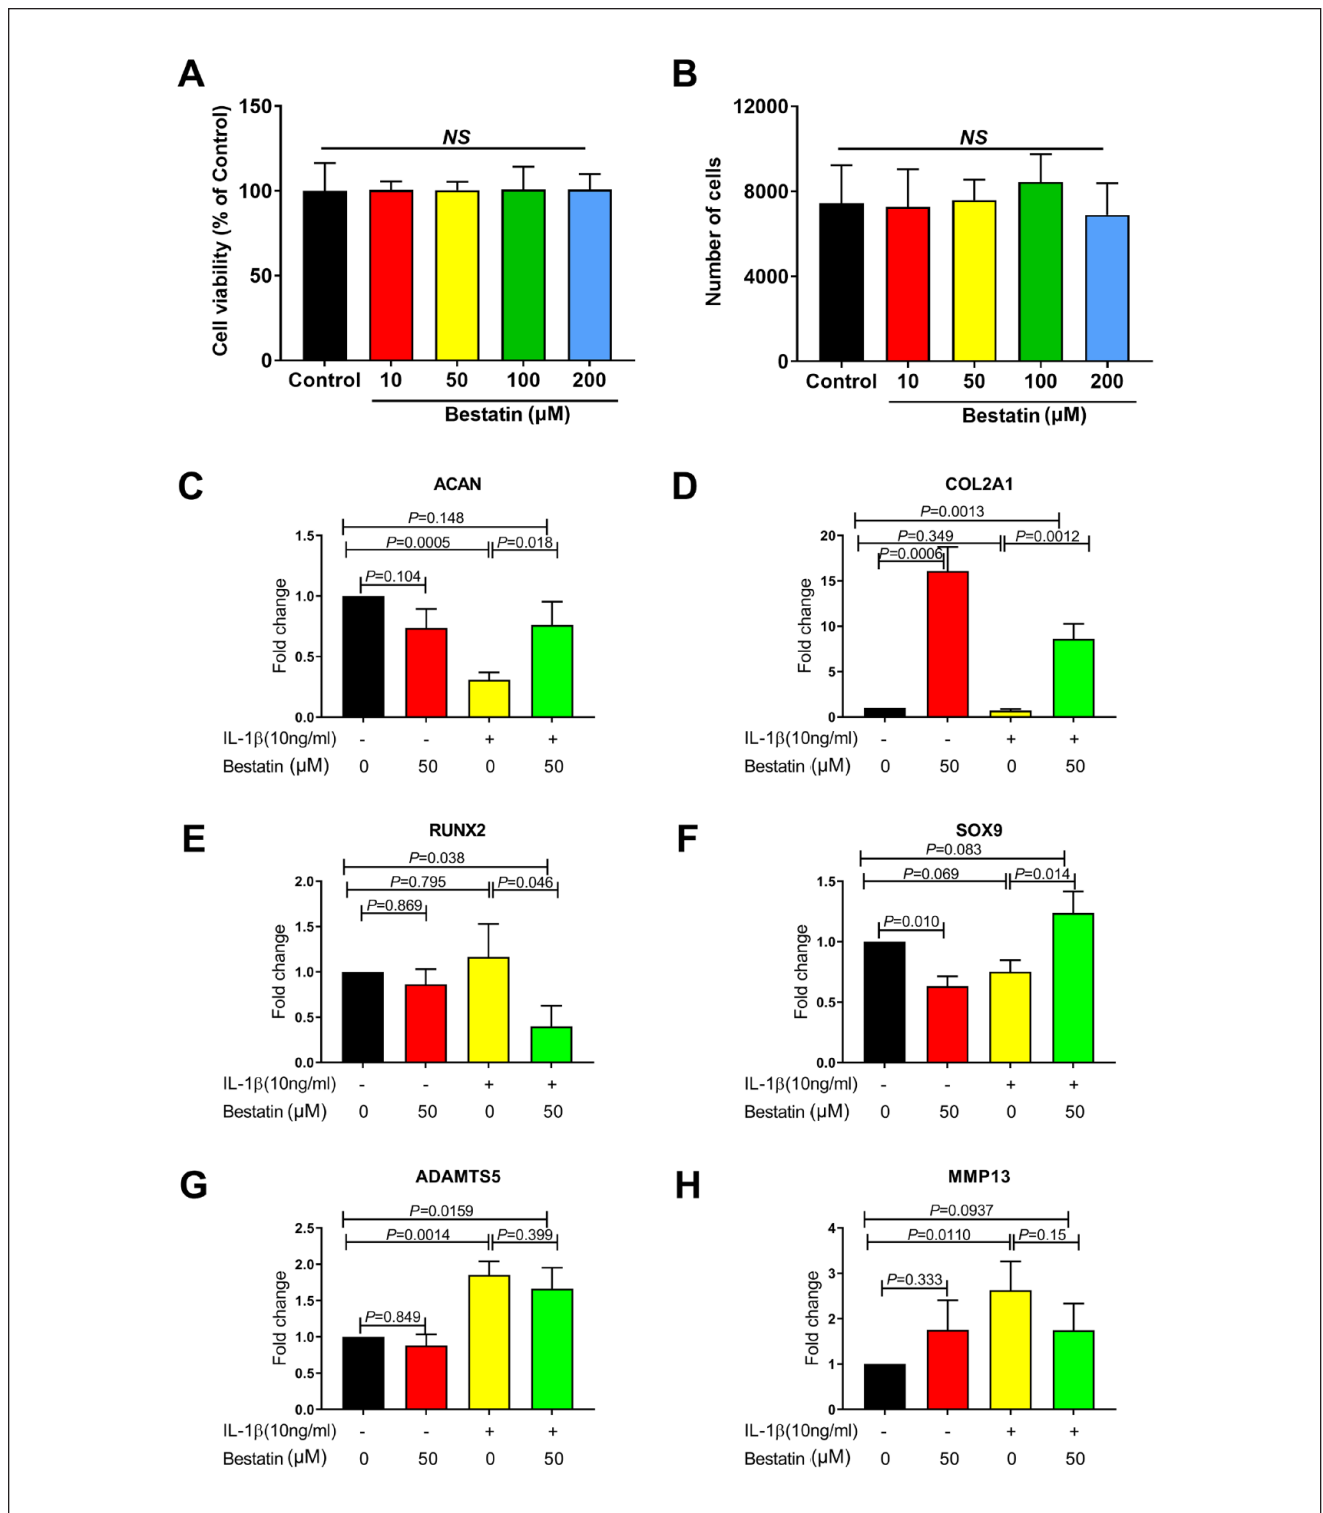 A
B
Cell viability (% of Control)
150
100
50
0
NS
Control 10 50 100 200
Bestatin (µM)
Number of cells
12000
8000
4000
0
NS
Control 10 50 100 200
Bestatin (µM)
C
ACAN
P=0.148
P=0.0005 P=0.018
P=0.104
Fold change
1.5
1.0
0.5
0.0
IL-1β(10ng/ml) - - + +
Bestatin (µM) 0 50 0 50
D
COL2A1
P=0.0013
P=0.349 P=0.0012
P=0.0006
Fold change
20
15
10
5
0
IL-1β(10ng/ml) - - + +
Bestatin (µM) 0 50 0 50
E
RUNX2
P=0.038
P=0.795 P=0.046
P=0.869
Fold change
2.0
1.5
1.0
0.5
0.0
IL-1β(10ng/ml) - - + +
Bestatin (µM) 0 50 0 50
F
SOX9
P=0.083
P=0.069 P=0.014
P=0.010
Fold change
1.5
1.0
0.5
0.0
IL-1β(10ng/ml) - - + +
Bestatin (µM) 0 50 0 50
G
ADAMTS5
P=0.0159
P=0.0014 P=0.399
P=0.849
Fold change
2.5
2.0
1.5
1.0
0.5
0.0
IL-1β(10ng/ml) - - + +
Bestatin (µM) 0 50 0 50
H
MMP13
P=0.0937
P=0.0110 P=0.15
P=0.333
Fold change
4
3
2
1
0
IL-1β(10ng/ml) - - + +
Bestatin (µM) 0 50 0 50